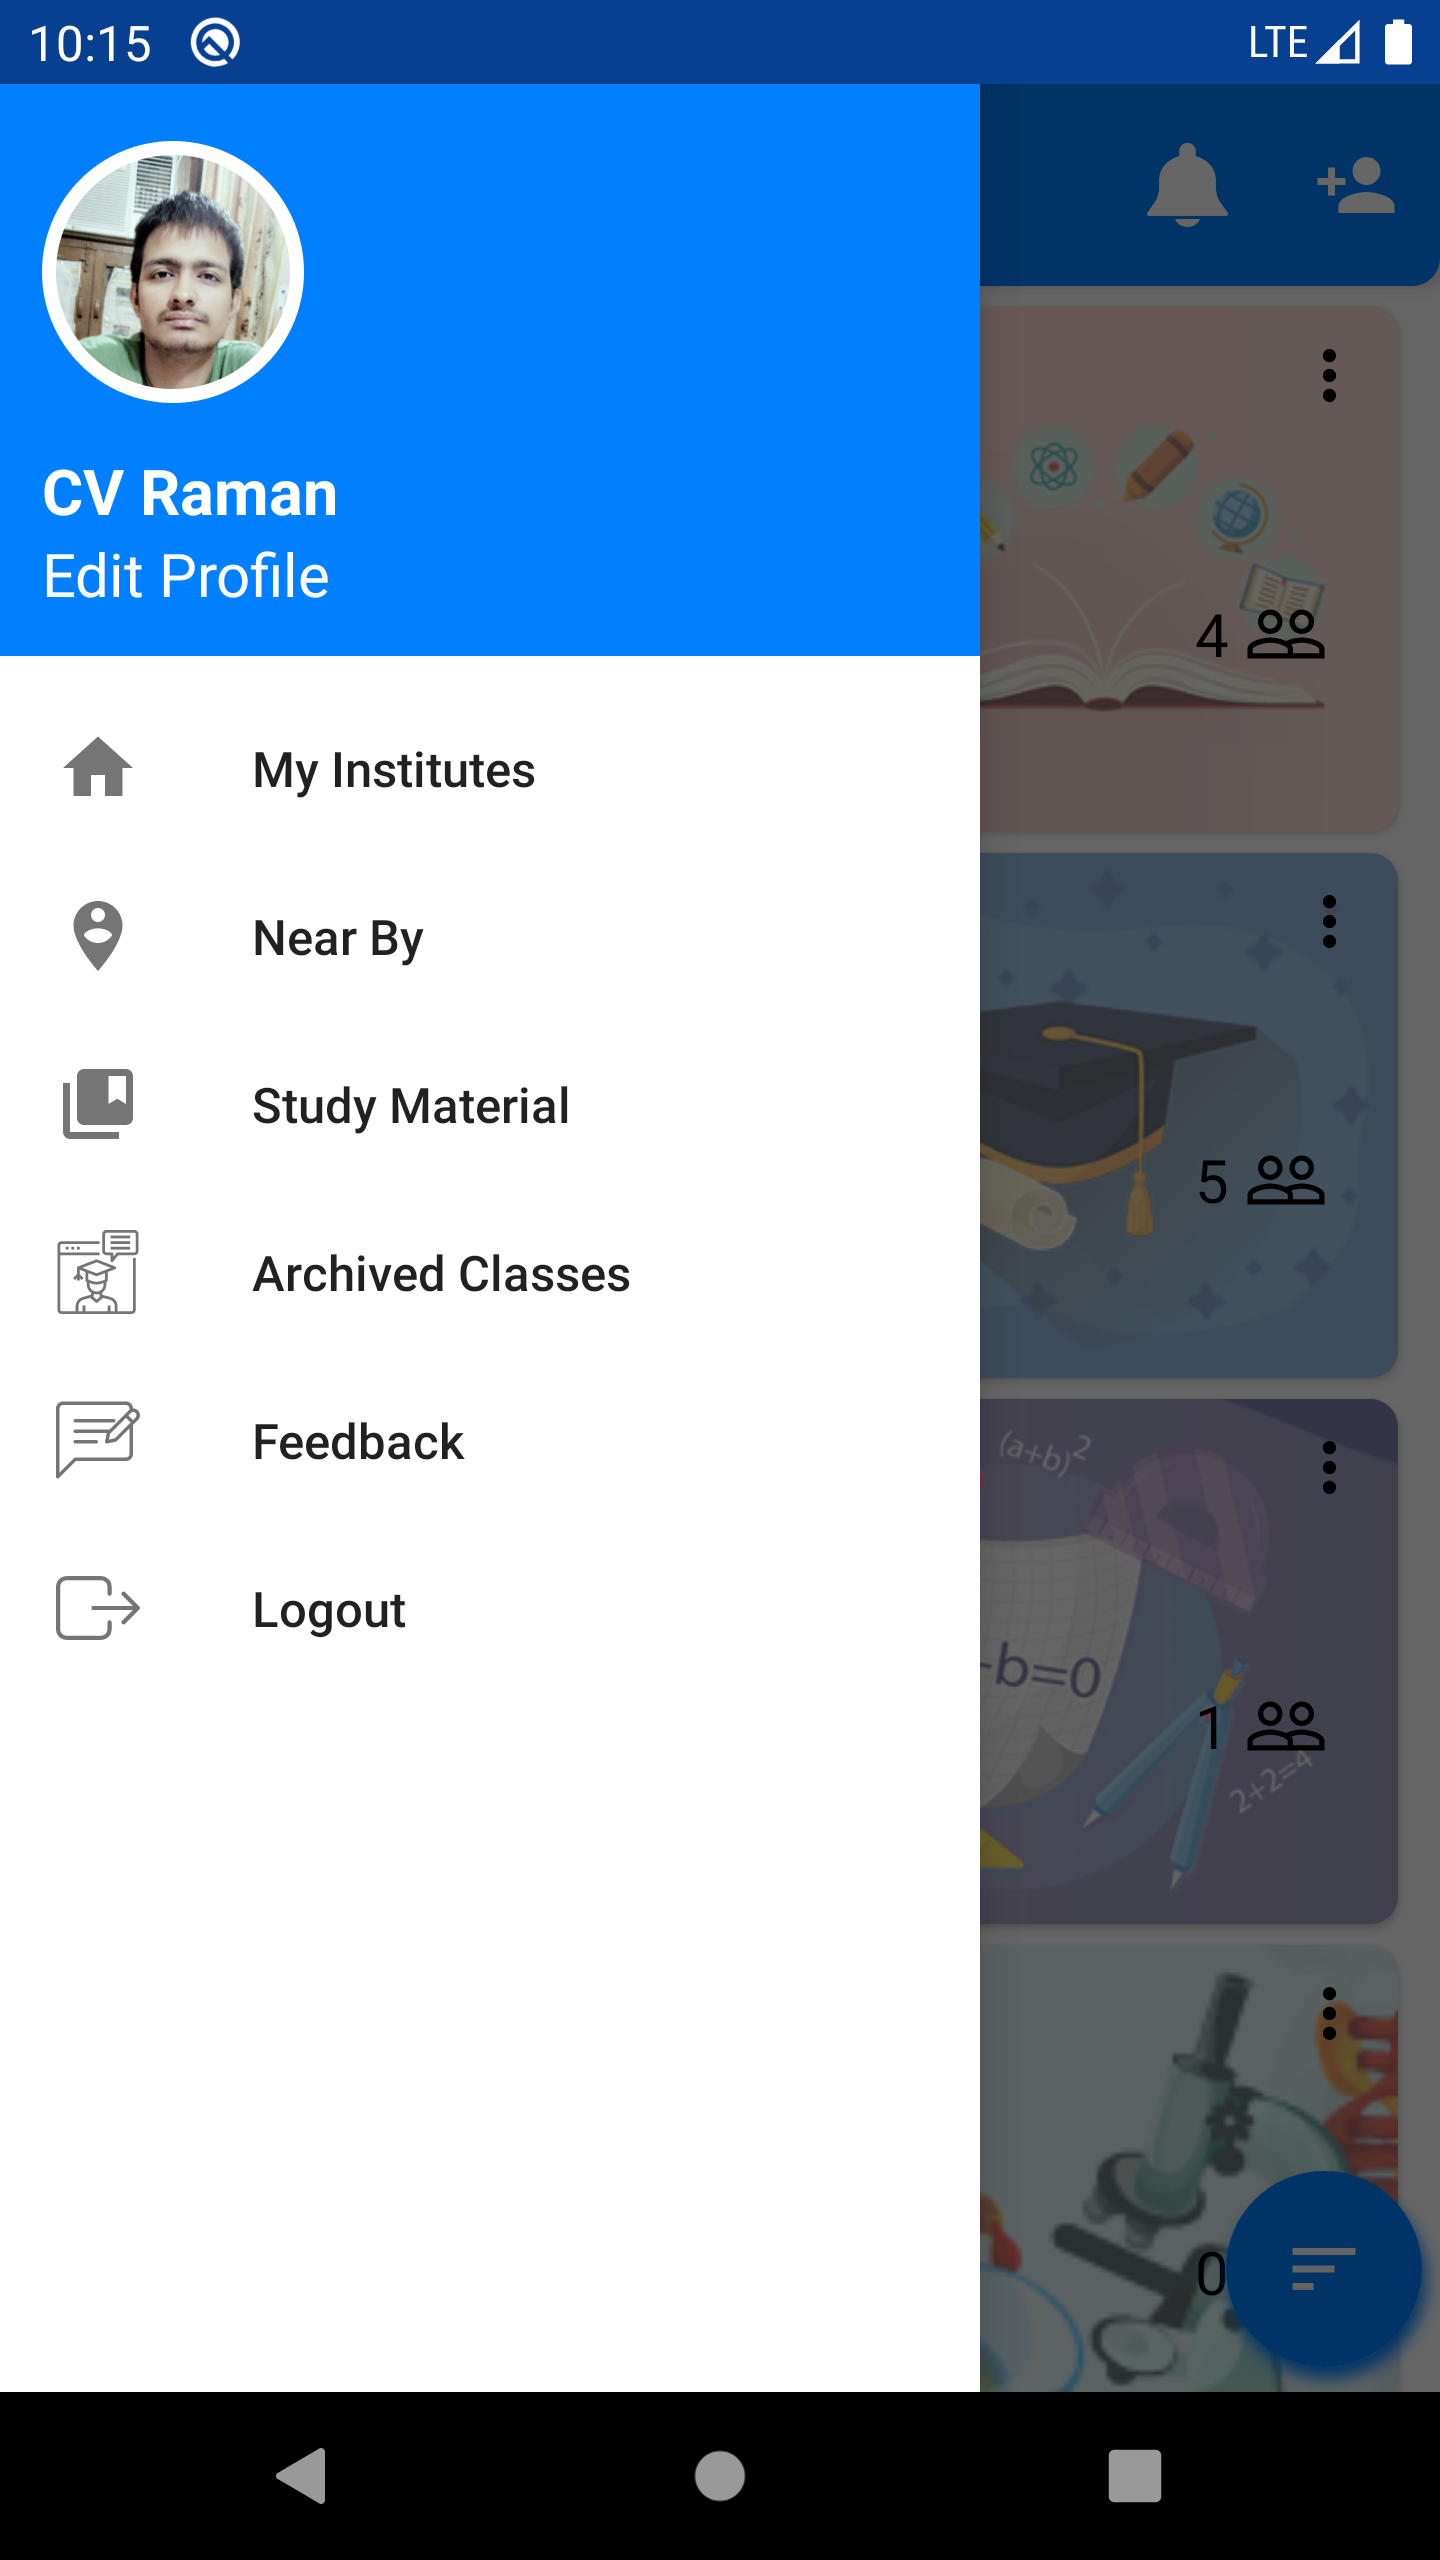 10:15
LTE
CV Raman
Edit Profile
4
My Institutes
Near By
Study Material
5
Archived Classes
Feedback
(a+b)2
Logout
-b=0
1
2+2=4
0